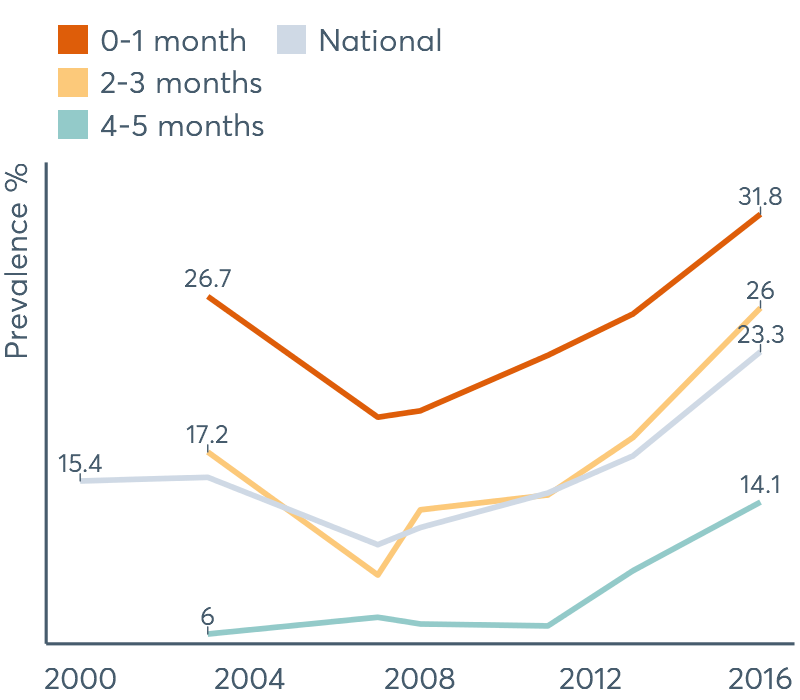 0-1 month
National
2-3 months
4-5 months
Prevalence %
31.8
26.7
26
23.3
17.2
15.4
14.1
6
2000 2004 2008 2012 2016